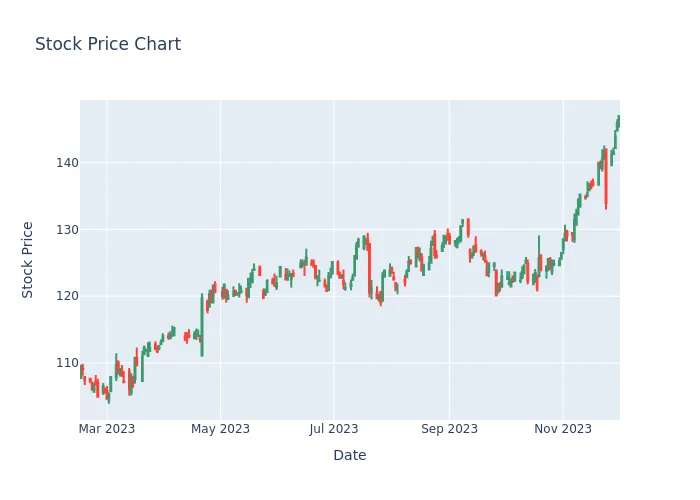 Stock Price Chart
Stock Price
140
130
120
110
Mar 2023
May 2023
Jul 2023
Sep 2023
Nov 2023
Date